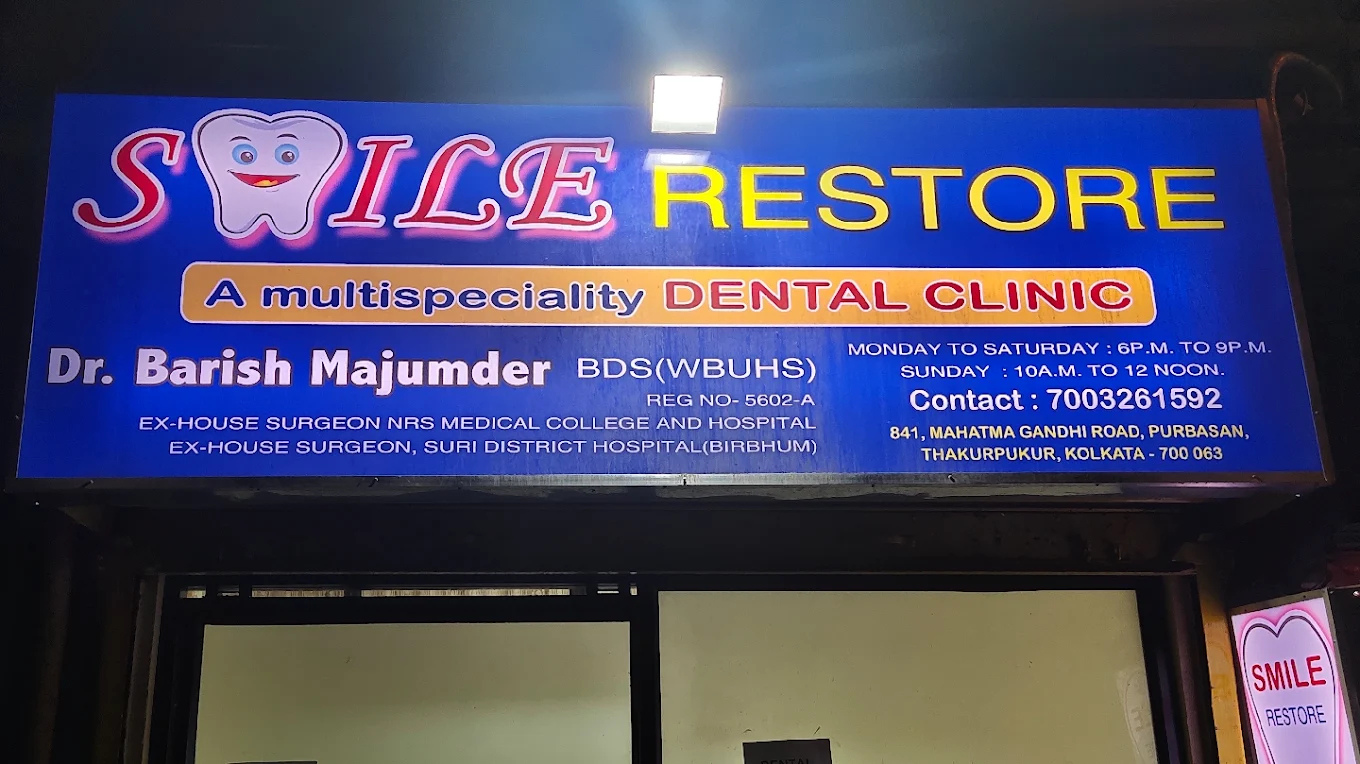 SMILE RESTORE
A multispeciality DENTAL CLINIC
Dr. Barish Majumder BDS(WBUHS)
REG NO- 5602-A
EX-HOUSE SURGEON NRS MEDICAL COLLEGE AND HOSPITAL
EX-HOUSE SURGEON, SURI DISTRICT HOSPITAL(BIRBHUM)
MONDAY TO SATURDAY : 6P.M. TO 9P.M.
SUNDAY : 10A.M. TO 12 NOON.
Contact : 7003261592
841, MAHATMA GANDHI ROAD, PURBASAN,
THAKURPUKUR, KOLKATA - 700 063
SMILE
RESTORE
DENTAL